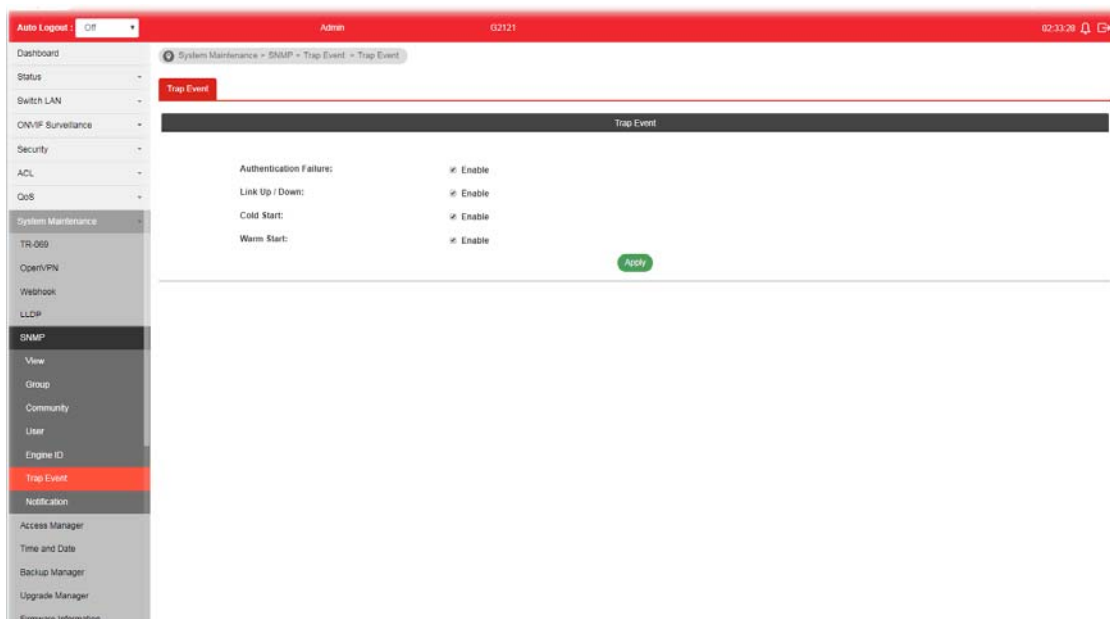 Auto Logout : Off
Admin
G2121
02:33:28
Dashboard
Status
Switch LAN
ONVIF Surveillance
Security
ACL
QoS
System Maintenance
TR-069
OpenVPN
Webhook
LLDP
SNMP
View
Group
Community
User
Engine ID
Trap Event
Notification
Access Manager
Time and Date
Backup Manager
Upgrade Manager
Firmware Information
System Maintenance » SNMP » Trap Event » Trap Event
Trap Event
Trap Event
Authentication Failure: Enable
Link Up / Down: Enable
Cold Start: Enable
Warm Start: Enable
Apply